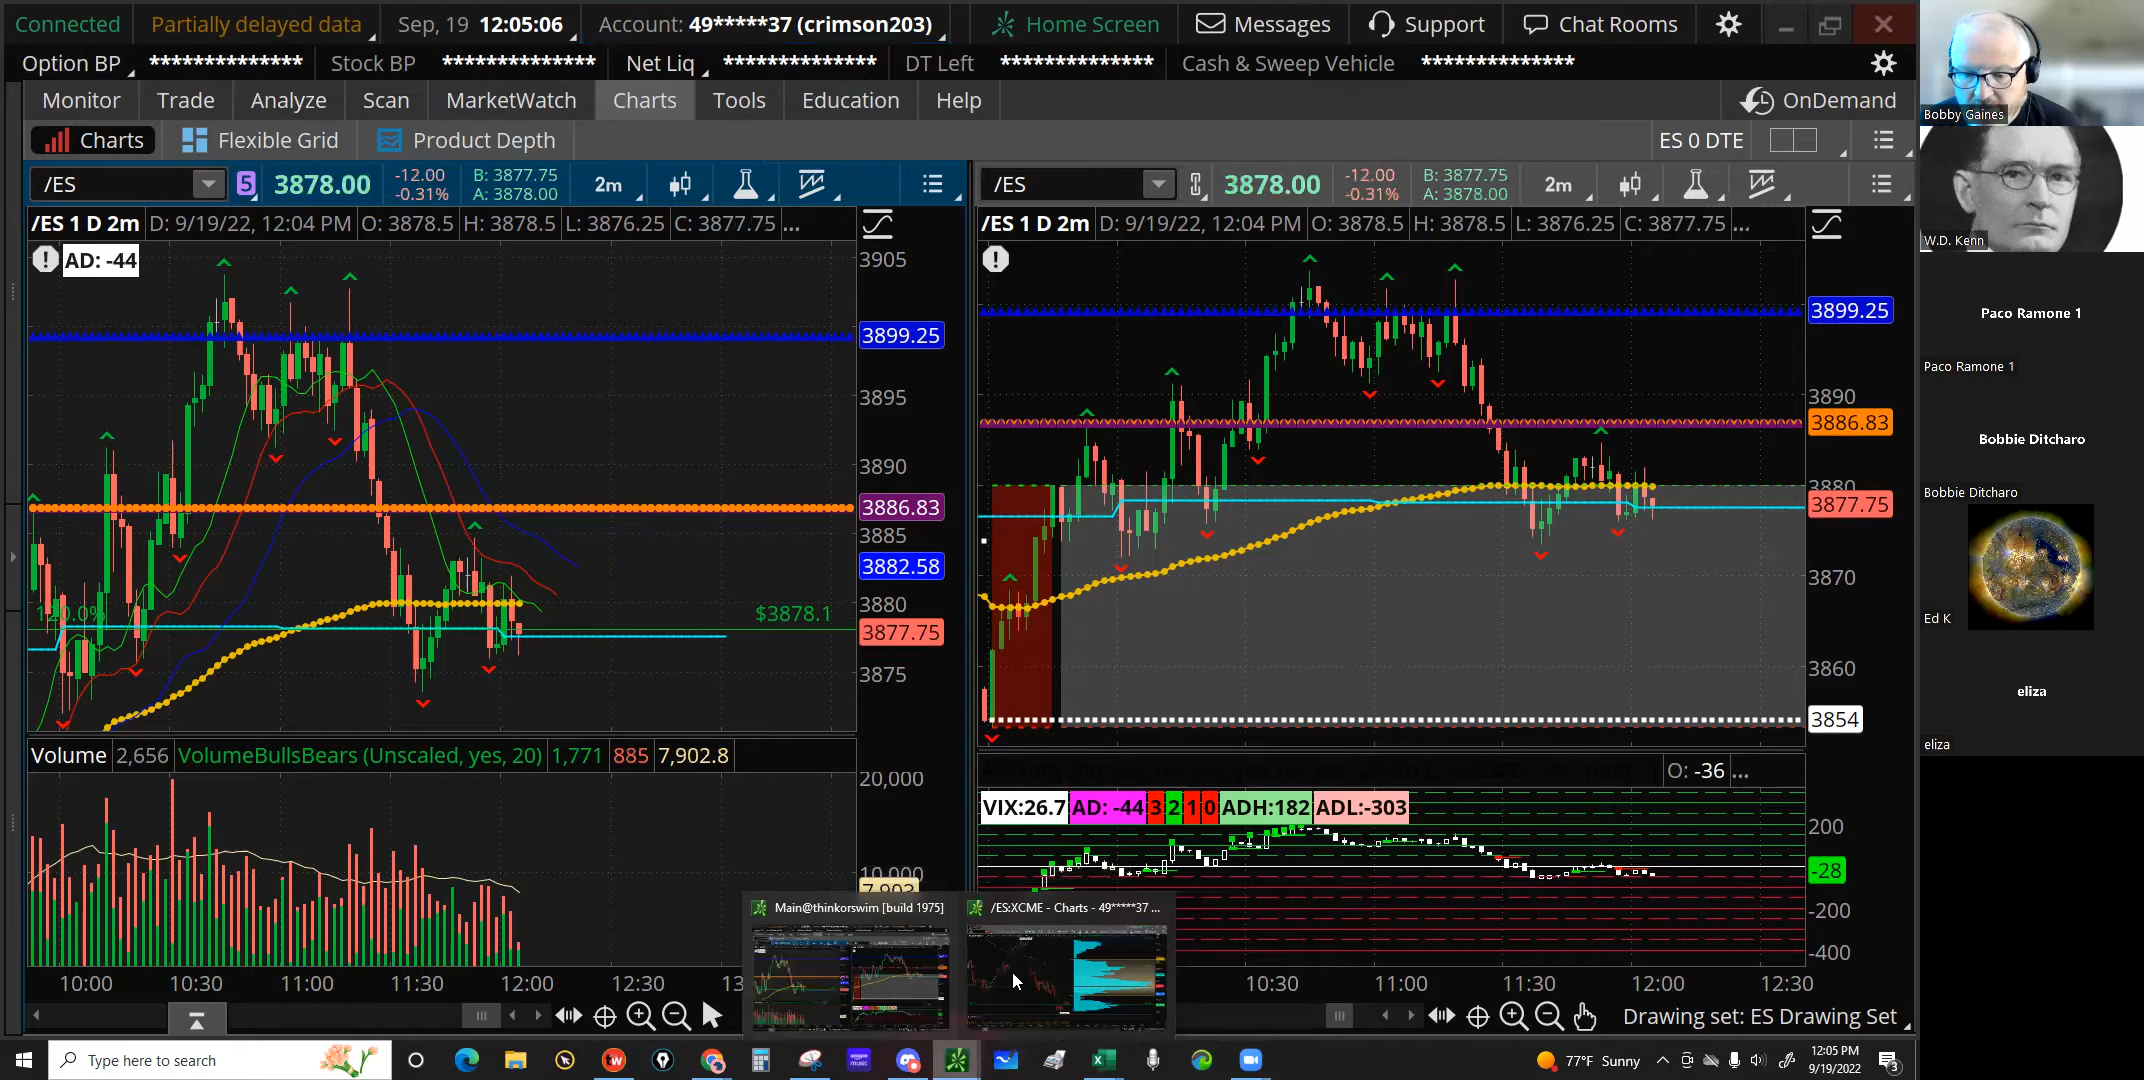 Connected
Partially delayed data
Sep, 19 12:05:06
Account: 49*****37 (crimson203)
Home Screen
Messages
Support
Chat Rooms
Option BP **************
Stock BP **************
Net Liq **************
DT Left **************
Cash & Sweep Vehicle **************
Monitor
Trade
Analyze
Scan
MarketWatch
Charts
Tools
Education
Help
OnDemand
Charts
Flexible Grid
Product Depth
ES 0 DTE
/ES
5
3878.00
-12.00
-0.31%
B: 3877.75
A: 3878.00
2m
/ES
3878.00
-12.00
-0.31%
B: 3877.75
A: 3878.00
2m
/ES 1 D 2m
D: 9/19/22, 12:04 PM
O: 3878.5
H: 3878.5
L: 3876.25
C: 3877.75
...
/ES 1 D 2m
D: 9/19/22, 12:04 PM
O: 3878.5
H: 3878.5
L: 3876.25
C: 3877.75
...
AD: -44
3905
3899.25
3895
3890
3886.83
3885
3882.58
3880
3877.75
3875
$3878.1
3899.25
3890
3886.83
3880
3877.75
3870
3860
3854
Volume
2,656
VolumeBullsBears (Unscaled, yes, 20)
1,771
885
7,902.8
20,000
10,000
7,903
O: -36
...
VIX:26.7
AD: -44
3
2
1
0
ADH:182
ADL:-303
200
-28
-200
-400
Main@thinkorswim [build 1975]
/ES:XCME - Charts - 49*****37 ...
10:00
10:30
11:00
11:30
12:00
12:30
13
10:30
11:00
11:30
12:00
12:30
Drawing set: ES Drawing Set
Type here to search
77°F Sunny
12:05 PM
9/19/2022
3
Bobby Gaines
W.D. Kenn
Paco Ramone 1
Paco Ramone 1
Bobbie Ditcharo
Bobbie Ditcharo
Ed K
eliza
eliza